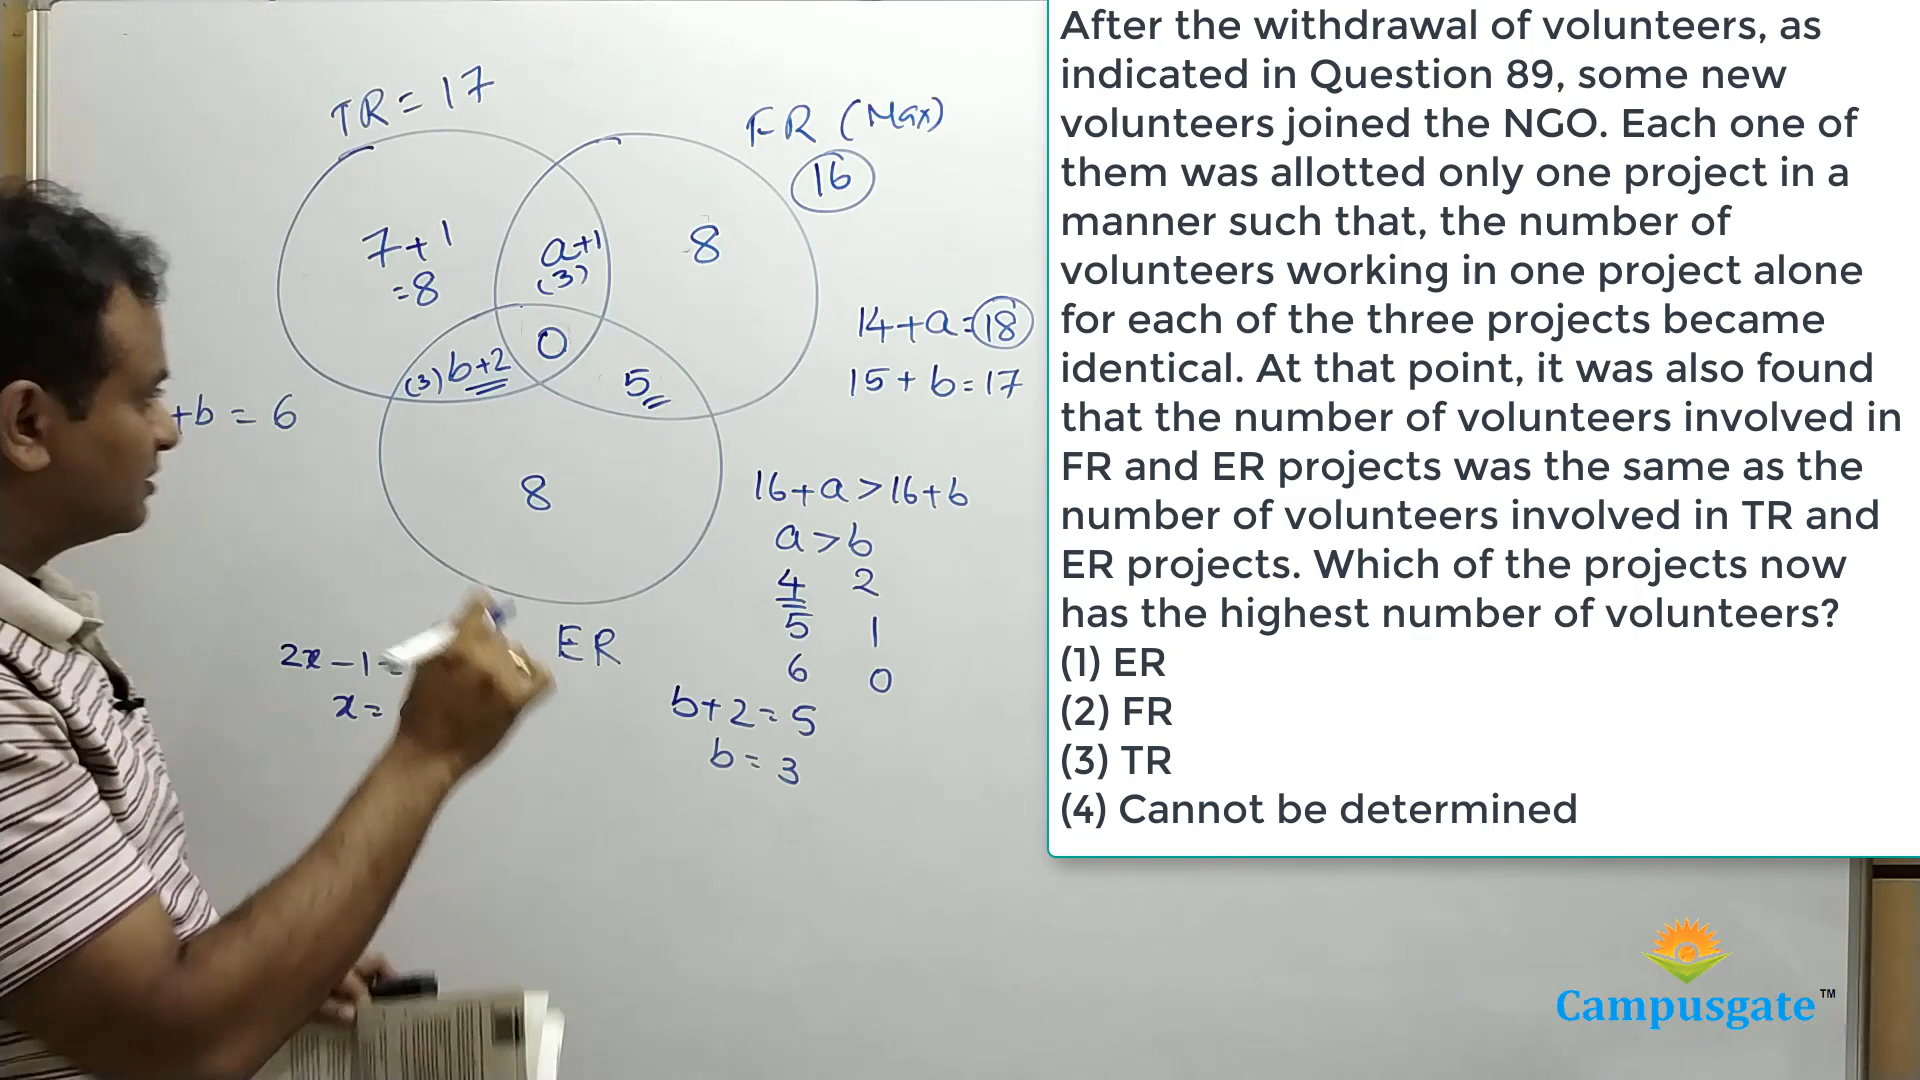 TR = 17
FR (Max)
16
7 + 1
= 8
a+1
(3)
8
0
(3) b+2
5
14 + a = 18
15 + b = 17
+b = 6
8
16 + a > 16 + b
a > b
4 2
5 1
6 0
ER
2x - 1
x =
b + 2 = 5
b = 3
After the withdrawal of volunteers, as
indicated in Question 89, some new
volunteers joined the NGO. Each one of
them was allotted only one project in a
manner such that, the number of
volunteers working in one project alone
for each of the three projects became
identical. At that point, it was also found
that the number of volunteers involved in
FR and ER projects was the same as the
number of volunteers involved in TR and
ER projects. Which of the projects now
has the highest number of volunteers?
(1) ER
(2) FR
(3) TR
(4) Cannot be determined
Campusgate™